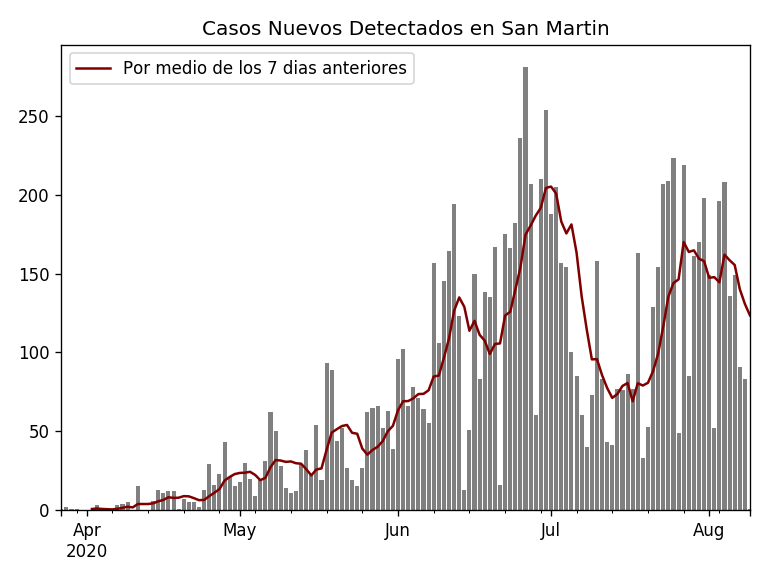 Casos Nuevos Detectados en San Martin
Por medio de los 7 dias anteriores
250
200
150
100
50
0
Apr May Jun Jul Aug
2020